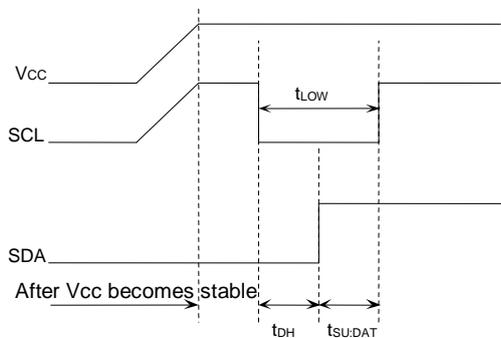 VCC
tLOW
SCL
SDA
After Vcc becomes stable
tDH
tSU;DAT